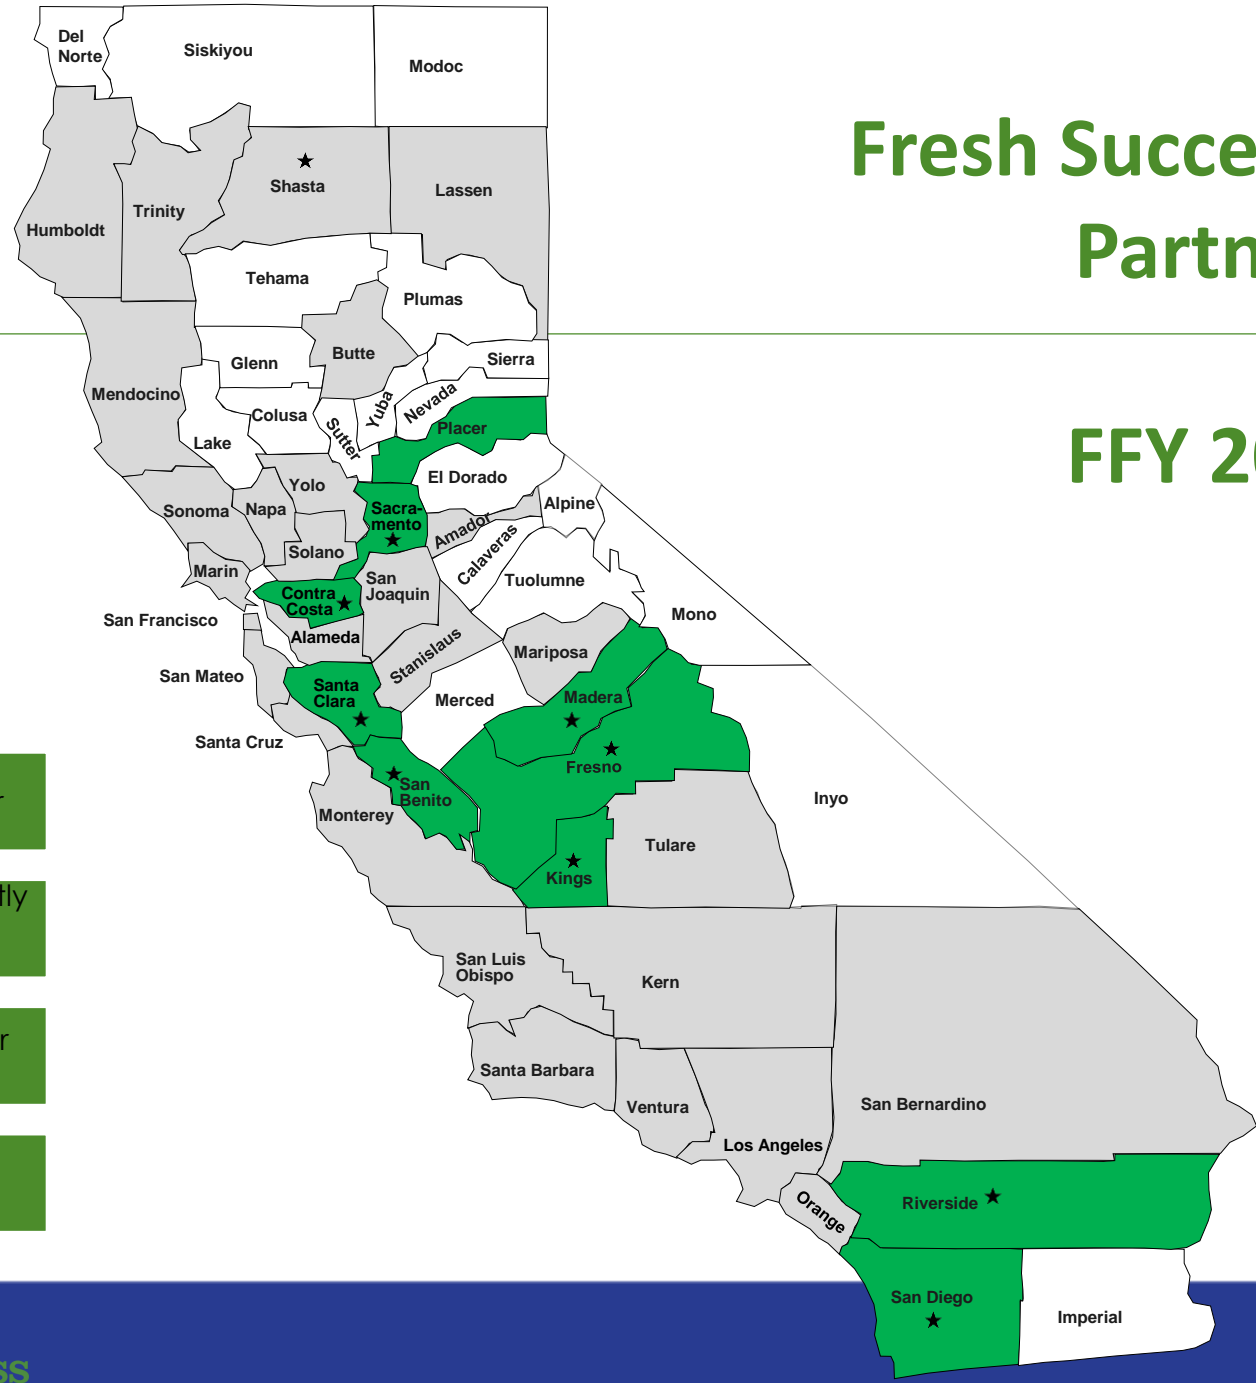 Fresh Succe
Partn
FFY 20
Del
Norte
Siskiyou
Modoc
Shasta
Lassen
Trinity
Humboldt
Tehama
Plumas
Butte
Glenn
Sierra
Mendocino
Nevada
Yuba
Colusa
Sutter
Placer
Lake
El Dorado
Yolo
Sonoma
Napa
Sacra-
mento
Alpine
Amador
Solano
Calaveras
Marin
San
Joaquin
Tuolumne
Contra
Costa
Mono
San Francisco
Alameda
Stanislaus
Mariposa
San Mateo
Santa
Clara
Merced
Madera
Santa Cruz
Fresno
San
Benito
Inyo
r
Monterey
Tulare
Kings
tly
San Luis
Obispo
Kern
r
Santa Barbara
Ventura
San Bernardino
Los Angeles
Orange
Riverside
San Diego
Imperial
ss